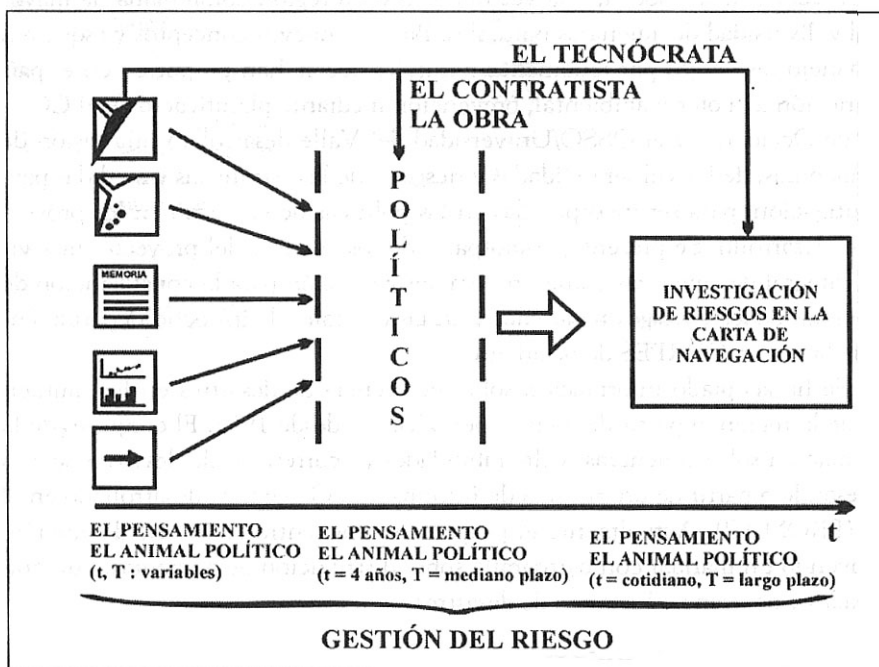 EL TECNÓCRATA
EL CONTRATISTA
LA OBRA
POLÍTICOS
MEMORIA
INVESTIGACIÓN
DE RIESGOS EN LA
CARTA DE
NAVEGACIÓN
t
EL PENSAMIENTO
EL ANIMAL POLÍTICO
(t, T : variables)
EL PENSAMIENTO
EL ANIMAL POLÍTICO
(t = 4 años, T = mediano plazo)
EL PENSAMIENTO
EL ANIMAL POLÍTICO
(t = cotidiano, T = largo plazo)
GESTIÓN DEL RIESGO